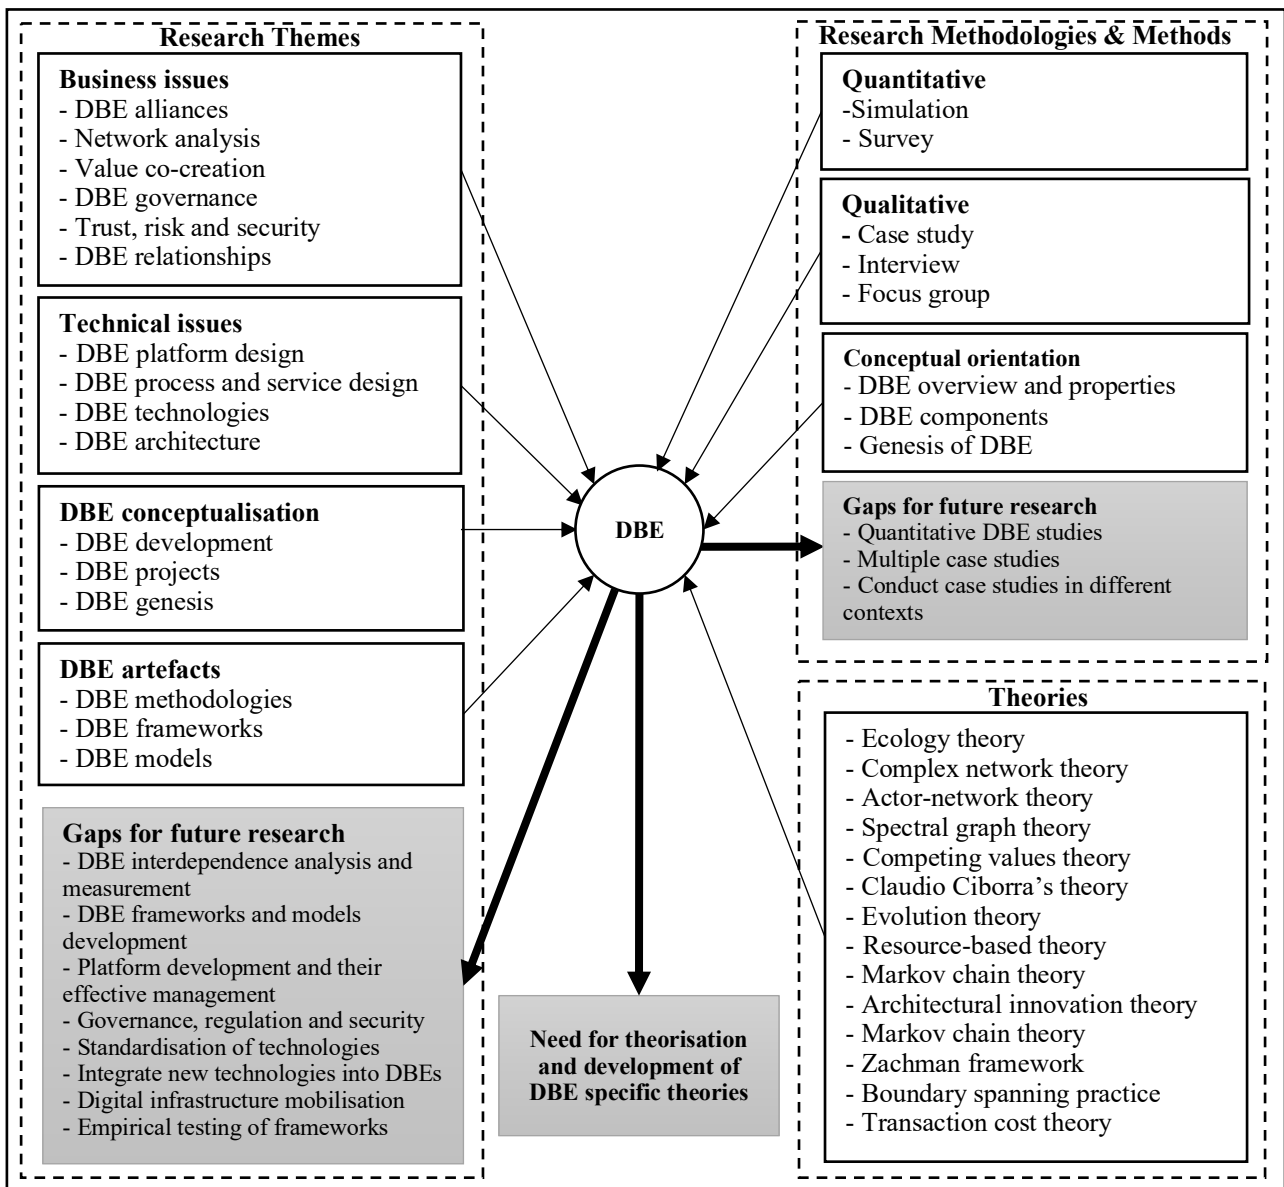 Research Themes
Business issues
- DBE alliances
- Network analysis
- Value co-creation
- DBE governance
- Trust, risk and security
- DBE relationships
Technical issues
- DBE platform design
- DBE process and service design
- DBE technologies
- DBE architecture
DBE conceptualisation
- DBE development
- DBE projects
- DBE genesis
DBE artefacts
- DBE methodologies
- DBE frameworks
- DBE models
Gaps for future research
- DBE interdependence analysis and
measurement
- DBE frameworks and models
development
- Platform development and their
effective management
- Governance, regulation and security
- Standardisation of technologies
- Integrate new technologies into DBEs
- Digital infrastructure mobilisation
- Empirical testing of frameworks
DBE
Need for theorisation
and development of
DBE specific theories
Research Methodologies & Methods
Quantitative
-Simulation
- Survey
Qualitative
- Case study
- Interview
- Focus group
Conceptual orientation
- DBE overview and properties
- DBE components
- Genesis of DBE
Gaps for future research
- Quantitative DBE studies
- Multiple case studies
- Conduct case studies in different
contexts
Theories
- Ecology theory
- Complex network theory
- Actor-network theory
- Spectral graph theory
- Competing values theory
- Claudio Ciborra’s theory
- Evolution theory
- Resource-based theory
- Markov chain theory
- Architectural innovation theory
- Markov chain theory
- Zachman framework
- Boundary spanning practice
- Transaction cost theory